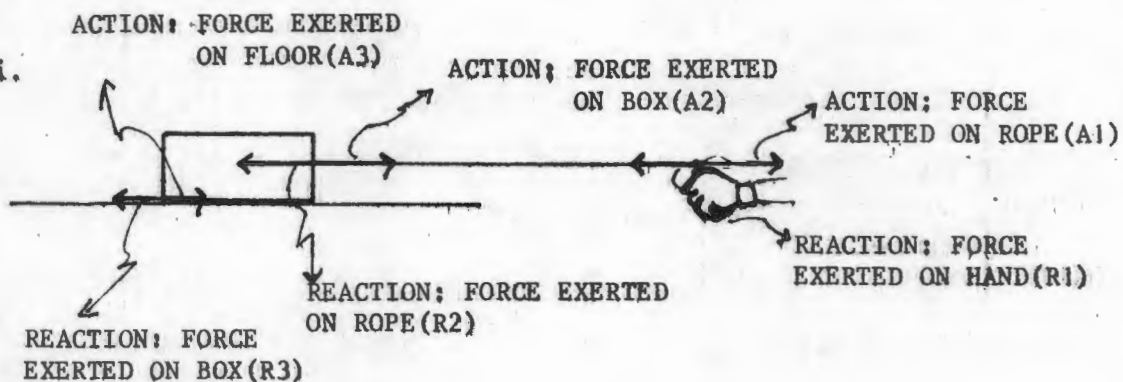 ACTION: FORCE EXERTED
ON FLOOR(A3)
i.
ACTION; FORCE EXERTED
ON BOX(A2)
ACTION: FORCE
EXERTED ON ROPE(A1)
REACTION: FORCE
EXERTED ON HAND(R1)
REACTION; FORCE EXERTED
ON ROPE(R2)
REACTION: FORCE
EXERTED ON BOX(R3)